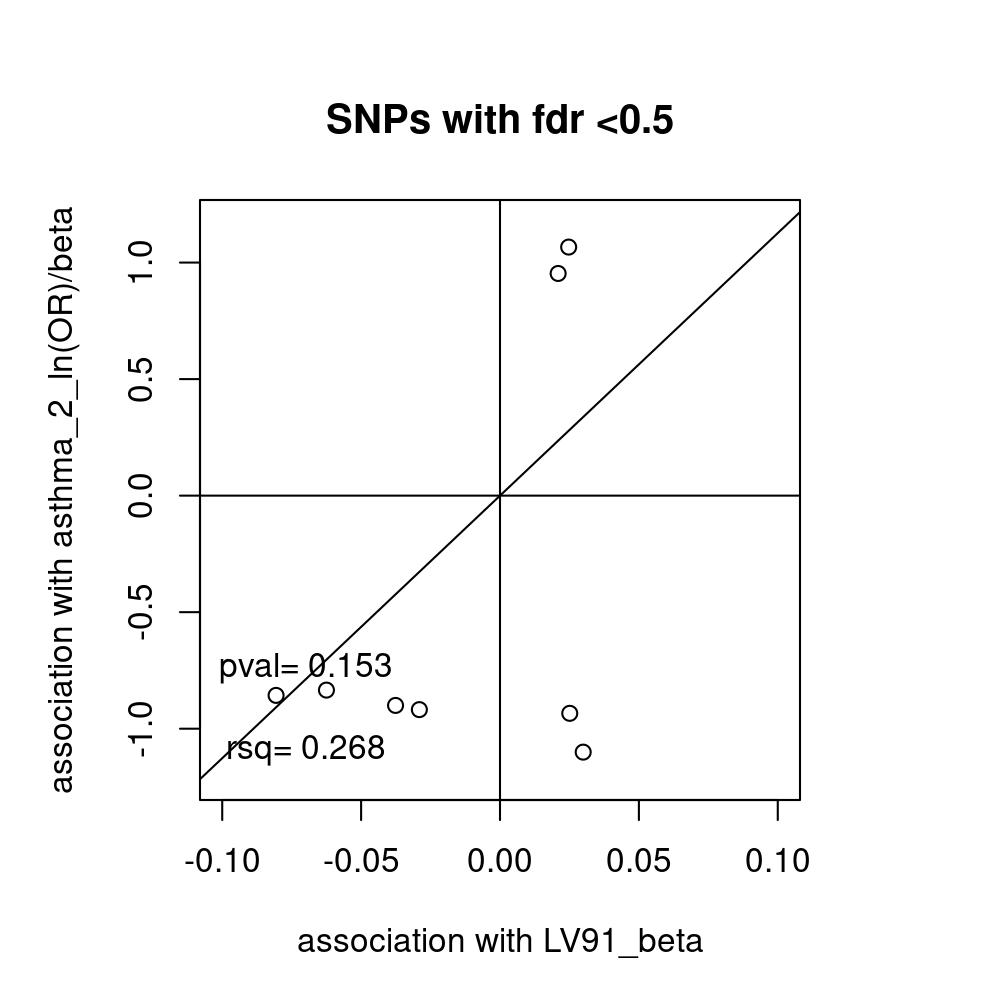 SNPs with fdr <0.5
association with asthma_2_ln(OR)/beta
1.0
0.5
0.0
-0.5
-1.0
pval= 0.153
rsq= 0.268
-0.10 -0.05 0.00 0.05 0.10
association with LV91_beta